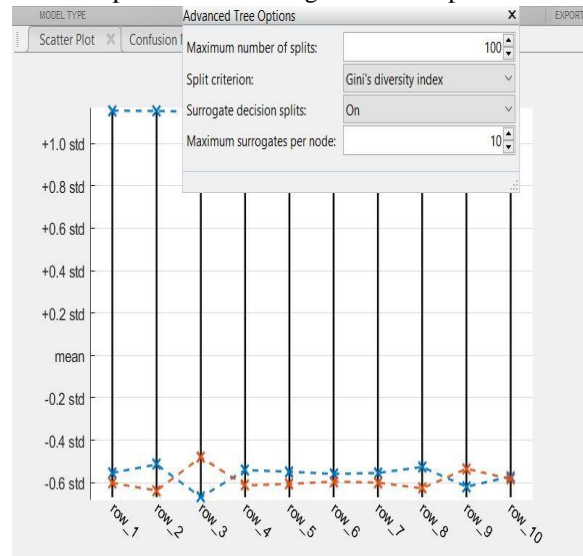 MODEL TYPE
EXPORT
Advanced Tree Options
X
Scatter Plot
Confusion
Maximum number of splits:
100
Split criterion:
Gini's diversity index
Surrogate decision splits:
On
Maximum surrogates per node:
10
+1.0 std
+0.8 std
+0.6 std
+0.4 std
+0.2 std
mean
-0.2 std
-0.4 std
-0.6 std
row_1
row_2
row_3
row_4
row_5
row_6
row_7
row_8
row_9
row_10